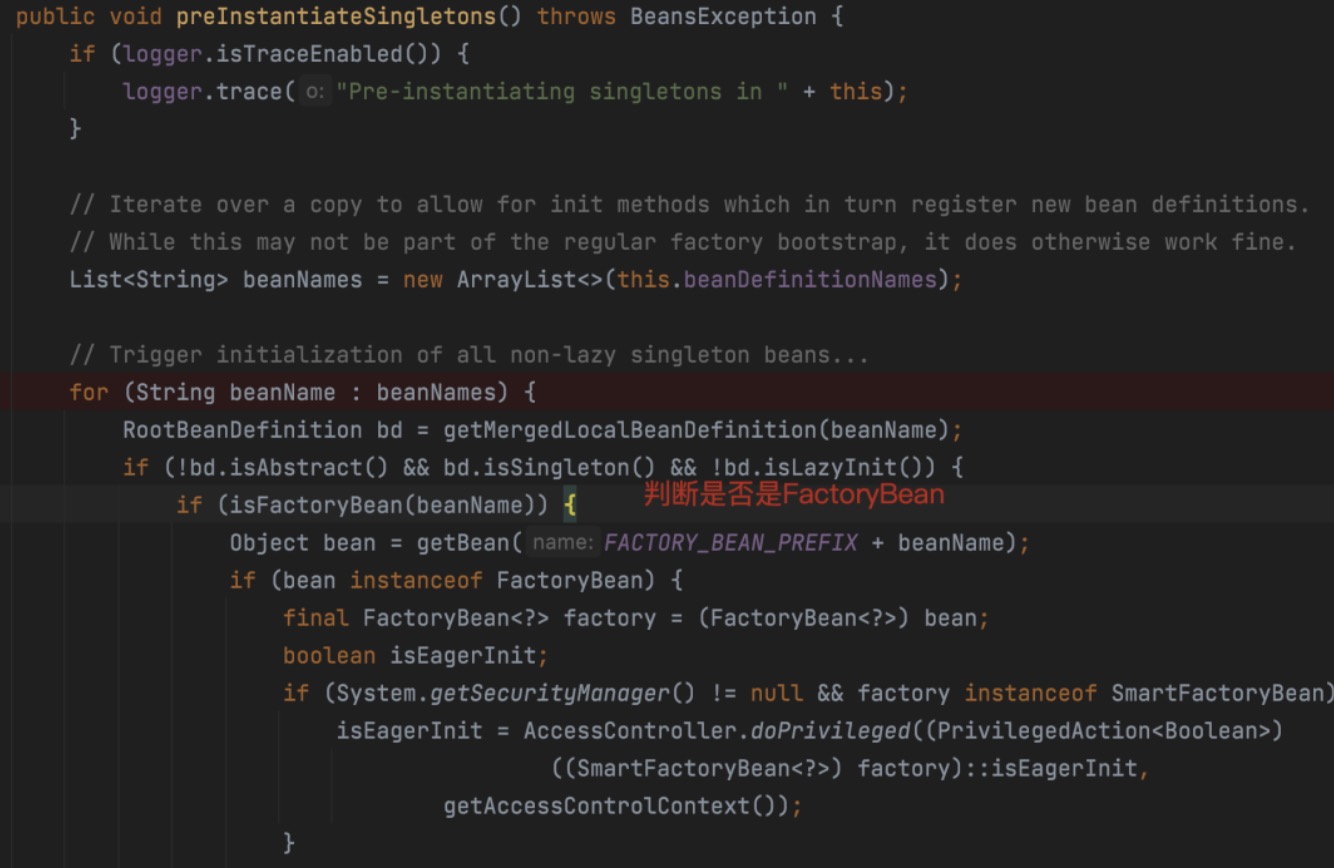 public void preInstantiateSingletons() throws BeansException {
if (logger.isTraceEnabled()) {
logger.trace( o: "Pre-instantiating singletons in " + this);
}
// Iterate over a copy to allow for init methods which in turn register new bean definitions.
// While this may not be part of the regular factory bootstrap, it does otherwise work fine.
List<String> beanNames = new ArrayList<>(this.beanDefinitionNames);
// Trigger initialization of all non-lazy singleton beans...
for (String beanName : beanNames) {
RootBeanDefinition bd = getMergedLocalBeanDefinition(beanName);
if (!bd.isAbstract() && bd.isSingleton() && !bd.isLazyInit()) {
if (isFactoryBean(beanName)) { 判断是否是FactoryBean
Object bean = getBean( name: FACTORY_BEAN_PREFIX + beanName);
if (bean instanceof FactoryBean) {
final FactoryBean<?> factory = (FactoryBean<?>) bean;
boolean isEagerInit;
if (System.getSecurityManager() != null && factory instanceof SmartFactoryBean)
isEagerInit = AccessController.doPrivileged((PrivilegedAction<Boolean>)
((SmartFactoryBean<?>) factory)::isEagerInit,
getAccessControlContext());
}